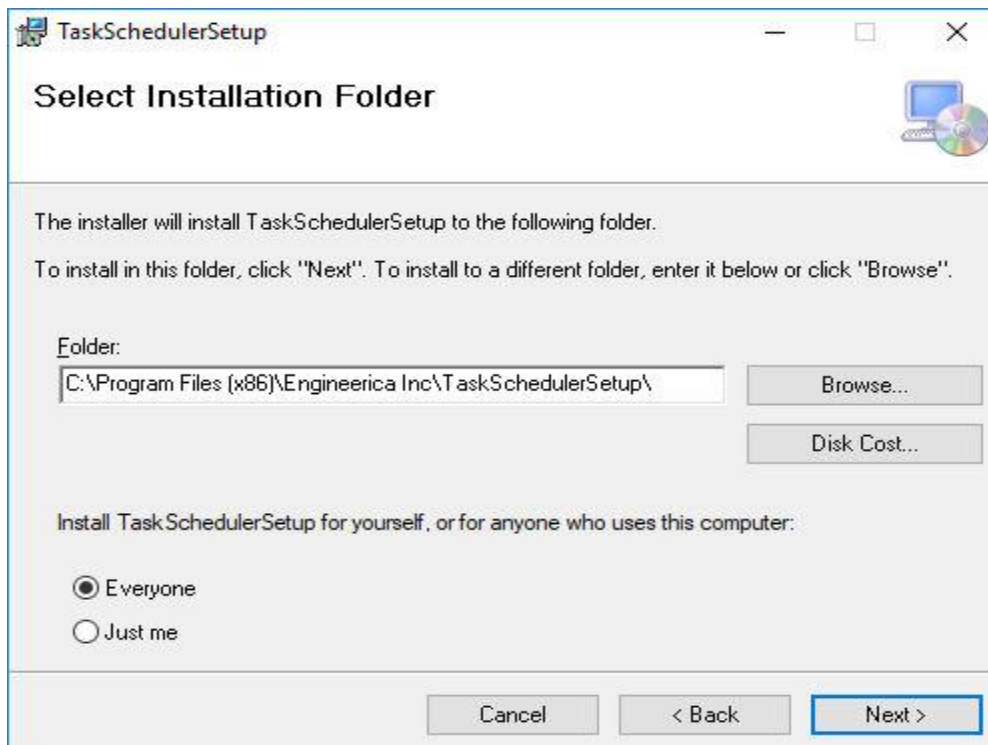 TaskSchedulerSetup
Select Installation Folder
The installer will install TaskSchedulerSetup to the following folder.
To install in this folder, click "Next". To install to a different folder, enter it below or click "Browse".
Folder:
C:\Program Files (x86)\Engineerica Inc\TaskSchedulerSetup\
Browse...
Disk Cost...
Install TaskSchedulerSetup for yourself, or for anyone who uses this computer:
Everyone
Just me
Cancel
< Back
Next >